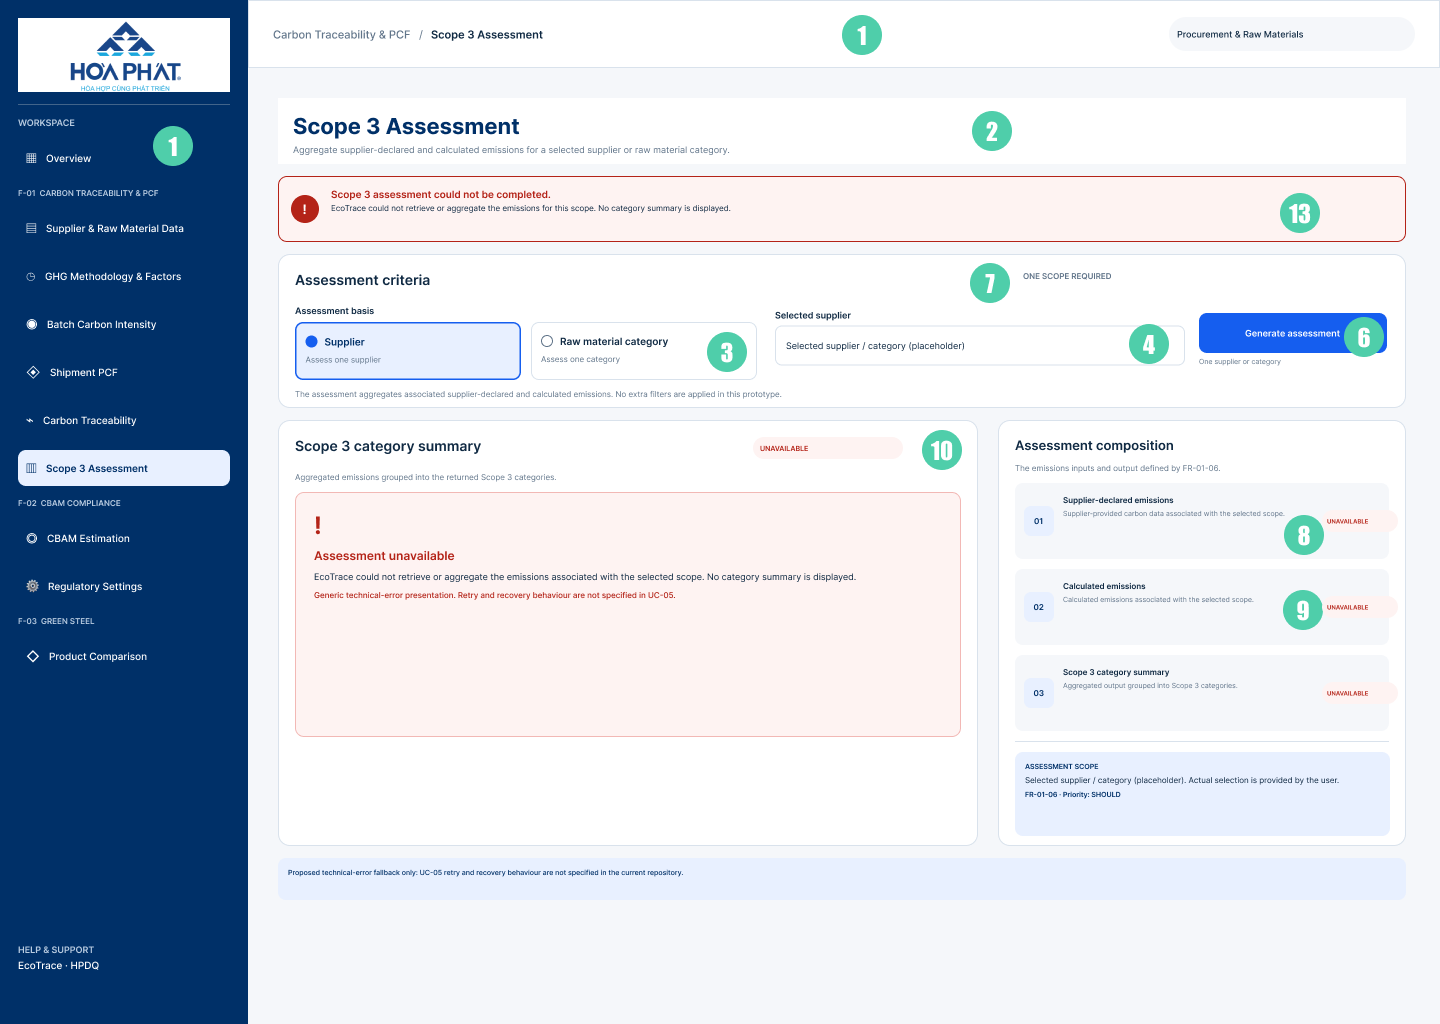 HÒA PHÁT
HÒA HỢP CÙNG PHÁT TRIỂN
WORKSPACE
1
Overview
F-01 CARBON TRACEABILITY & PCF
Supplier & Raw Material Data
GHG Methodology & Factors
Batch Carbon Intensity
Shipment PCF
Carbon Traceability
Scope 3 Assessment
F-02 CBAM COMPLIANCE
CBAM Estimation
Regulatory Settings
F-03 GREEN STEEL
Product Comparison
HELP & SUPPORT
EcoTrace · HPDQ
Carbon Traceability & PCF / Scope 3 Assessment
1
Procurement & Raw Materials
Scope 3 Assessment
2
Aggregate supplier-declared and calculated emissions for a selected supplier or raw material category.
!
Scope 3 assessment could not be completed.
EcoTrace could not retrieve or aggregate the emissions for this scope. No category summary is displayed.
13
Assessment criteria
7
ONE SCOPE REQUIRED
Assessment basis
Supplier
Assess one supplier
Raw material category
Assess one category
3
Selected supplier
Selected supplier / category (placeholder)
4
Generate assessment
6
One supplier or category
The assessment aggregates associated supplier-declared and calculated emissions. No extra filters are applied in this prototype.
Scope 3 category summary
UNAVAILABLE
10
Aggregated emissions grouped into the returned Scope 3 categories.
!
Assessment unavailable
EcoTrace could not retrieve or aggregate the emissions associated with the selected scope. No category summary is displayed.
Generic technical-error presentation. Retry and recovery behaviour are not specified in UC-05.
Assessment composition
The emissions inputs and output defined by FR-01-06.
01
Supplier-declared emissions
Supplier-provided carbon data associated with the selected scope.
8
UNAVAILABLE
02
Calculated emissions
Calculated emissions associated with the selected scope.
9
UNAVAILABLE
03
Scope 3 category summary
Aggregated output grouped into Scope 3 categories.
UNAVAILABLE
ASSESSMENT SCOPE
Selected supplier / category (placeholder). Actual selection is provided by the user.
FR-01-06 · Priority: SHOULD
Proposed technical-error fallback only: UC-05 retry and recovery behaviour are not specified in the current repository.